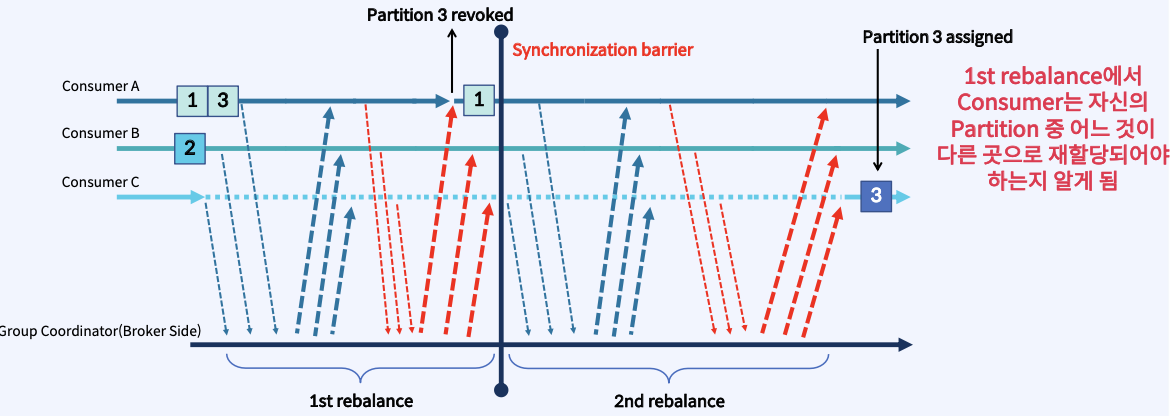 Partition 3 revoked
Synchronization barrier
Partition 3 assigned
Consumer A
1 3
1
Consumer B
2
Consumer C
3
1st rebalance에서
Consumer는 자신의
Partition 중 어느 것이
다른 곳으로 재할당되어야
하는지 알게 됨
Group Coordinator(Broker Side)
1st rebalance
2nd rebalance